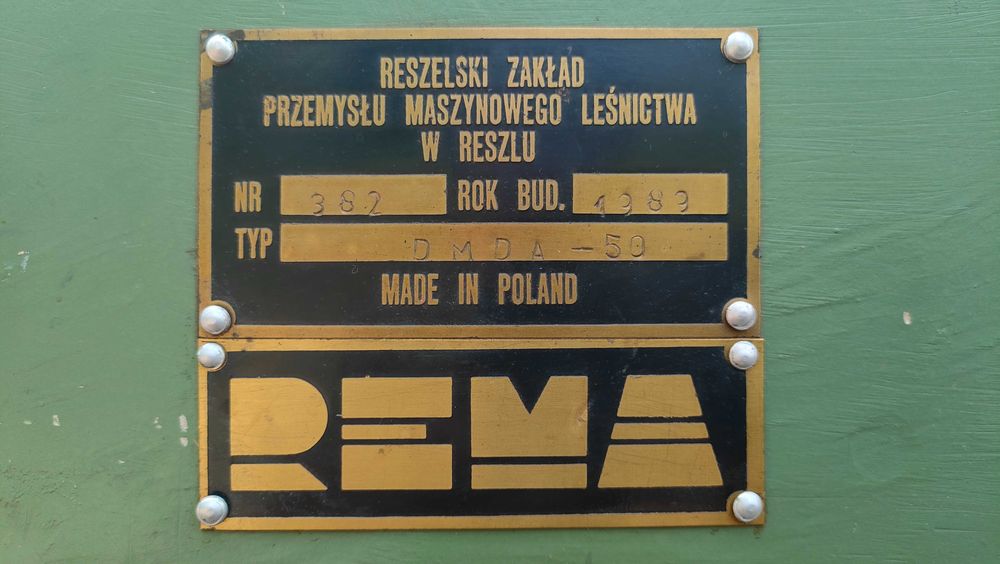 RESZELSKI ZAKŁAD
PRZEMYSŁU MASZYNOWEGO LEŚNICTWA
W RESZLU
NR 382 ROK BUD. 1989
TYP DMDA-50
MADE IN POLAND
REMA